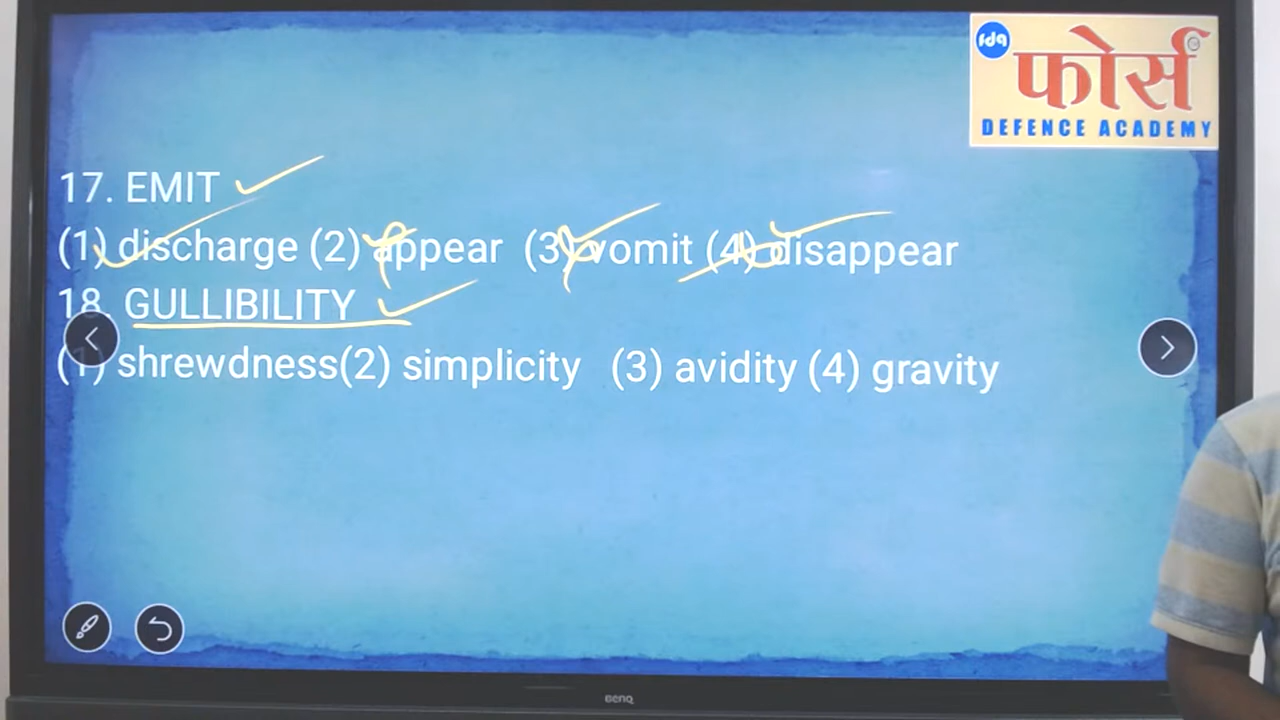 fdg
फोर्स
DEFENCE ACADEMY
17. EMIT
(1) discharge (2) appear (3) vomit (4) disappear
18. GULLIBILITY
(1) shrewdness(2) simplicity (3) avidity (4) gravity
BENQ